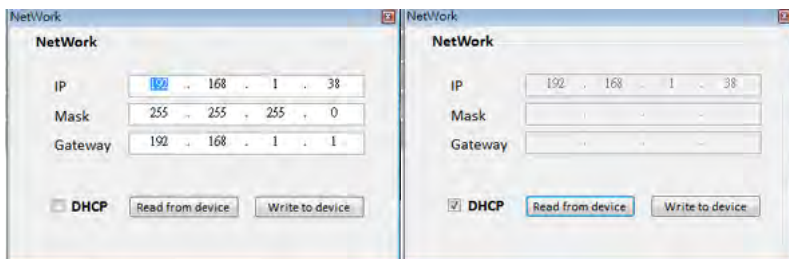 NetWork
NetWork
IP 192 . 168 . 1 . 38
Mask 255 . 255 . 255 . 0
Gateway 192 . 168 . 1 . 1
DHCP Read from device Write to device
NetWork
NetWork
IP 192 . 168 . 1 . 38
Mask . . .
Gateway . . .
DHCP Read from device Write to device